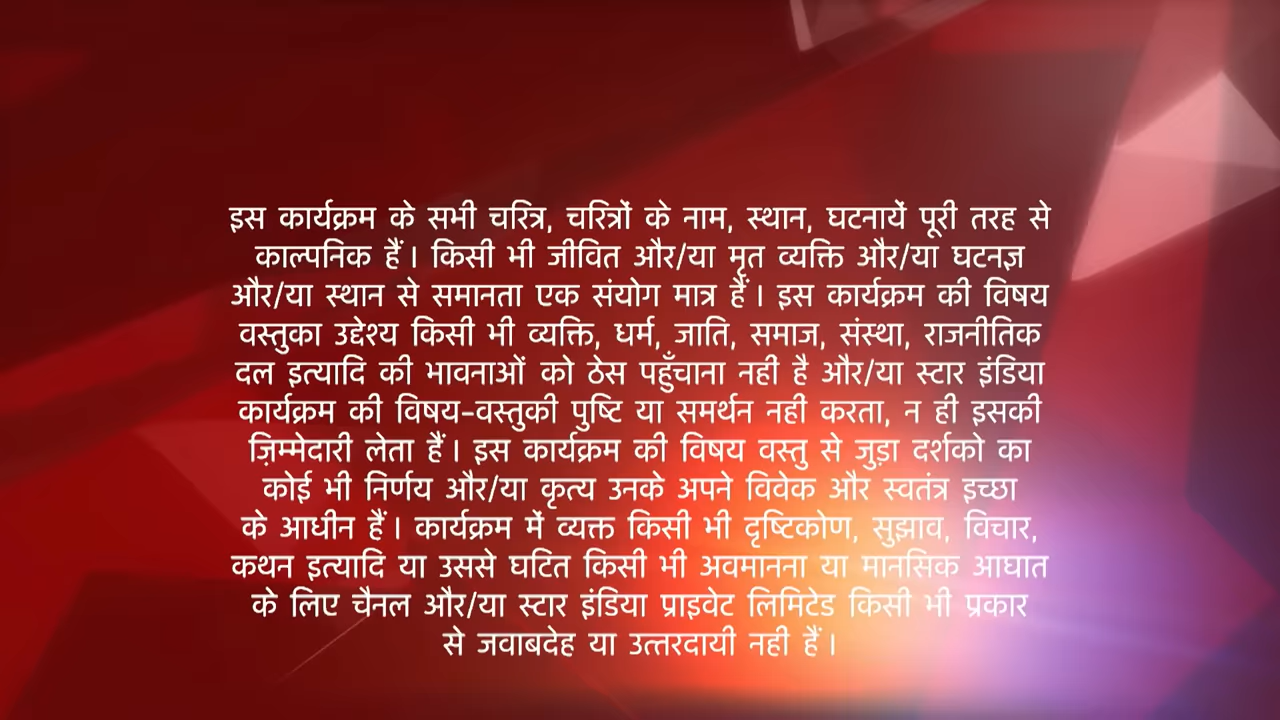 इस कार्यक्रम के सभी चरित्र, चरित्रों के नाम, स्थान, घटनायें पूरी तरह से
काल्पनिक हैं। किसी भी जीवित और/या मृत व्यक्ति और/या घटनज्ञ
और/या स्थान से समानता एक संयोग मात्र हैं। इस कार्यक्रम की विषय
वस्तुका उद्देश्य किसी भी व्यक्ति, धर्म, जाति, समाज, संस्था, राजनीतिक
दल इत्यादि की भावनाओं को ठेस पहुँचाना नही है और/या स्टार इंडिया
कार्यक्रम की विषय-वस्तुकी पुष्टि या समर्थन नही करता, न ही इसकी
ज़िम्मेदारी लेता हैं। इस कार्यक्रम की विषय वस्तु से जुड़ा दर्शको का
कोई भी निर्णय और/या कृत्य उनके अपने विवेक और स्वतंत्र इच्छा
के आधीन हैं। कार्यक्रम में व्यक्त किसी भी दृष्टिकोण, सुझाव, विचार,
कथन इत्यादि या उससे घटित किसी भी अवमानना या मानसिक आघात
के लिए चैनल और/या स्टार इंडिया प्राइवेट लिमिटेड किसी भी प्रकार
से जवाबदेह या उत्तरदायी नही हैं।